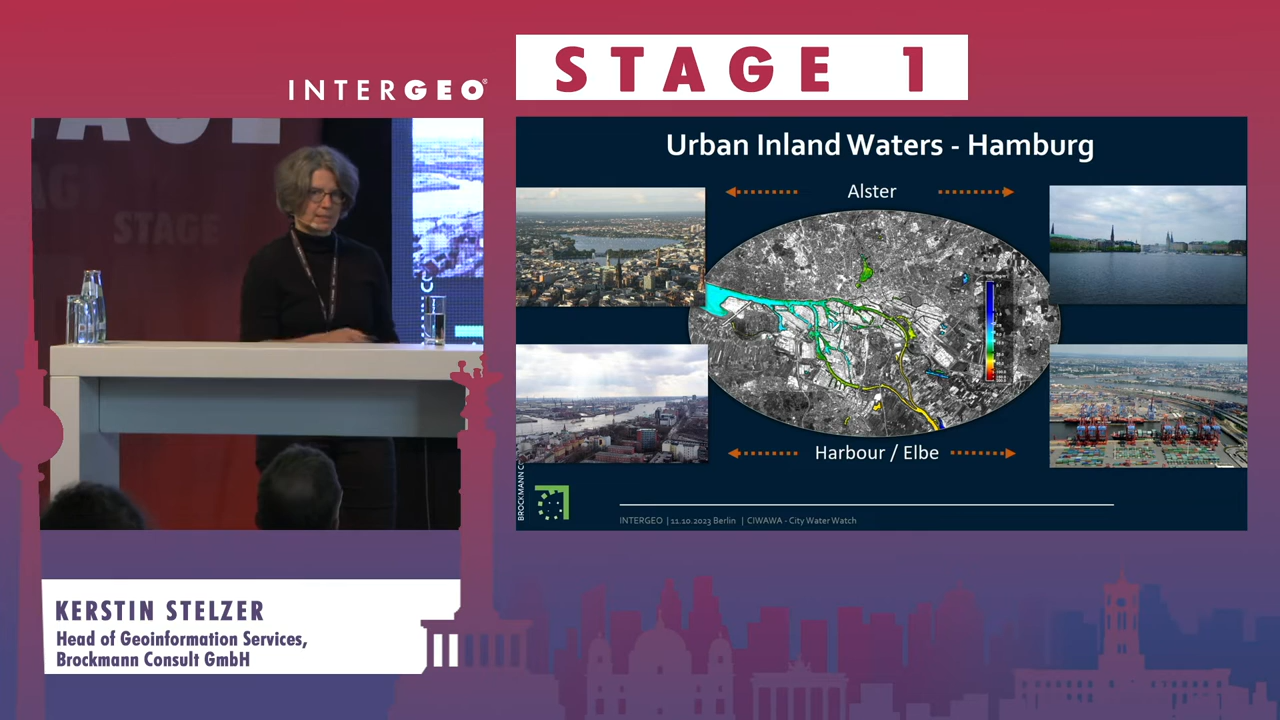 INTERGEO®
STAGE 1
STAGE
Urban Inland Waters - Hamburg
Alster
Harbour / Elbe
INTERGEO | 11.10.2023 Berlin | CIWAWA - City Water Watch
KERSTIN STELZER
Head of Geoinformation Services,
Brockmann Consult GmbH